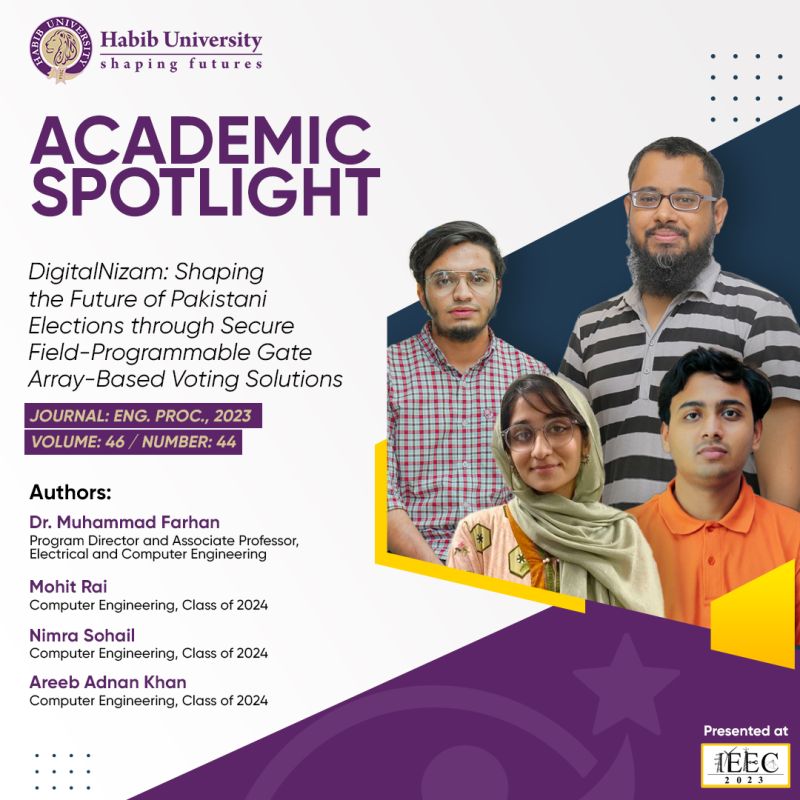 HABIB UNIVERSITY
Habib University
shaping futures
ACADEMIC
SPOTLIGHT
DigitalNizam: Shaping
the Future of Pakistani
Elections through Secure
Field-Programmable Gate
Array-Based Voting Solutions
JOURNAL: ENG. PROC., 2023
VOLUME: 46 / NUMBER: 44
Authors:
Dr. Muhammad Farhan
Program Director and Associate Professor,
Electrical and Computer Engineering
Mohit Rai
Computer Engineering, Class of 2024
Nimra Sohail
Computer Engineering, Class of 2024
Areeb Adnan Khan
Computer Engineering, Class of 2024
Presented at
IEEC
2023